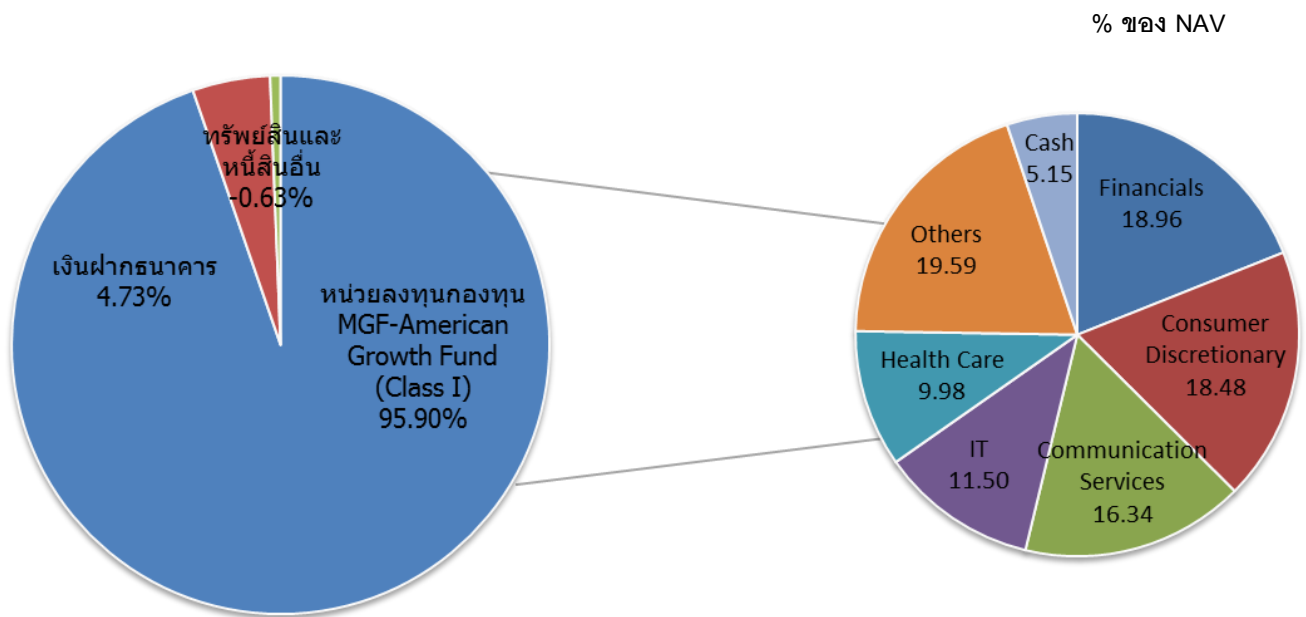 % ของ NAV
ทรัพย์สินและ
หนี้สินอื่น
-0.63%
เงินฝากธนาคาร
4.73%
หน่วยลงทุนกองทุน
MGF-American
Growth Fund
(Class I)
95.90%
Cash
5.15
Financials
18.96
Others
19.59
Consumer
Discretionary
18.48
Health Care
9.98
IT
11.50
Communication
Services
16.34